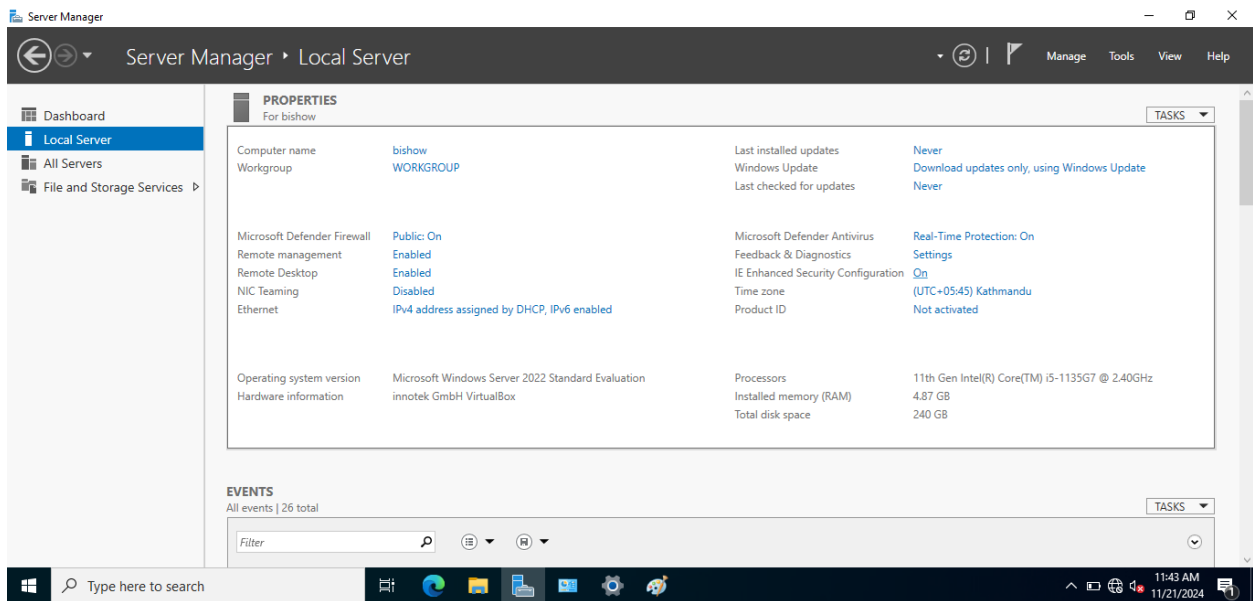 Server Manager
Server Manager ‣ Local Server
Manage Tools View Help
Dashboard
Local Server
All Servers
File and Storage Services
PROPERTIES
For bishow
TASKS
Computer name bishow
Workgroup WORKGROUP
Last installed updates Never
Windows Update Download updates only, using Windows Update
Last checked for updates Never
Microsoft Defender Firewall Public: On
Remote management Enabled
Remote Desktop Enabled
NIC Teaming Disabled
Ethernet IPv4 address assigned by DHCP, IPv6 enabled
Microsoft Defender Antivirus Real-Time Protection: On
Feedback & Diagnostics Settings
IE Enhanced Security Configuration On
Time zone (UTC+05:45) Kathmandu
Product ID Not activated
Operating system version Microsoft Windows Server 2022 Standard Evaluation
Hardware information innotek GmbH VirtualBox
Processors 11th Gen Intel(R) Core(TM) i5-1135G7 @ 2.40GHz
Installed memory (RAM) 4.87 GB
Total disk space 240 GB
EVENTS
All events | 26 total
TASKS
Filter
Type here to search
11:43 AM
11/21/2024
1